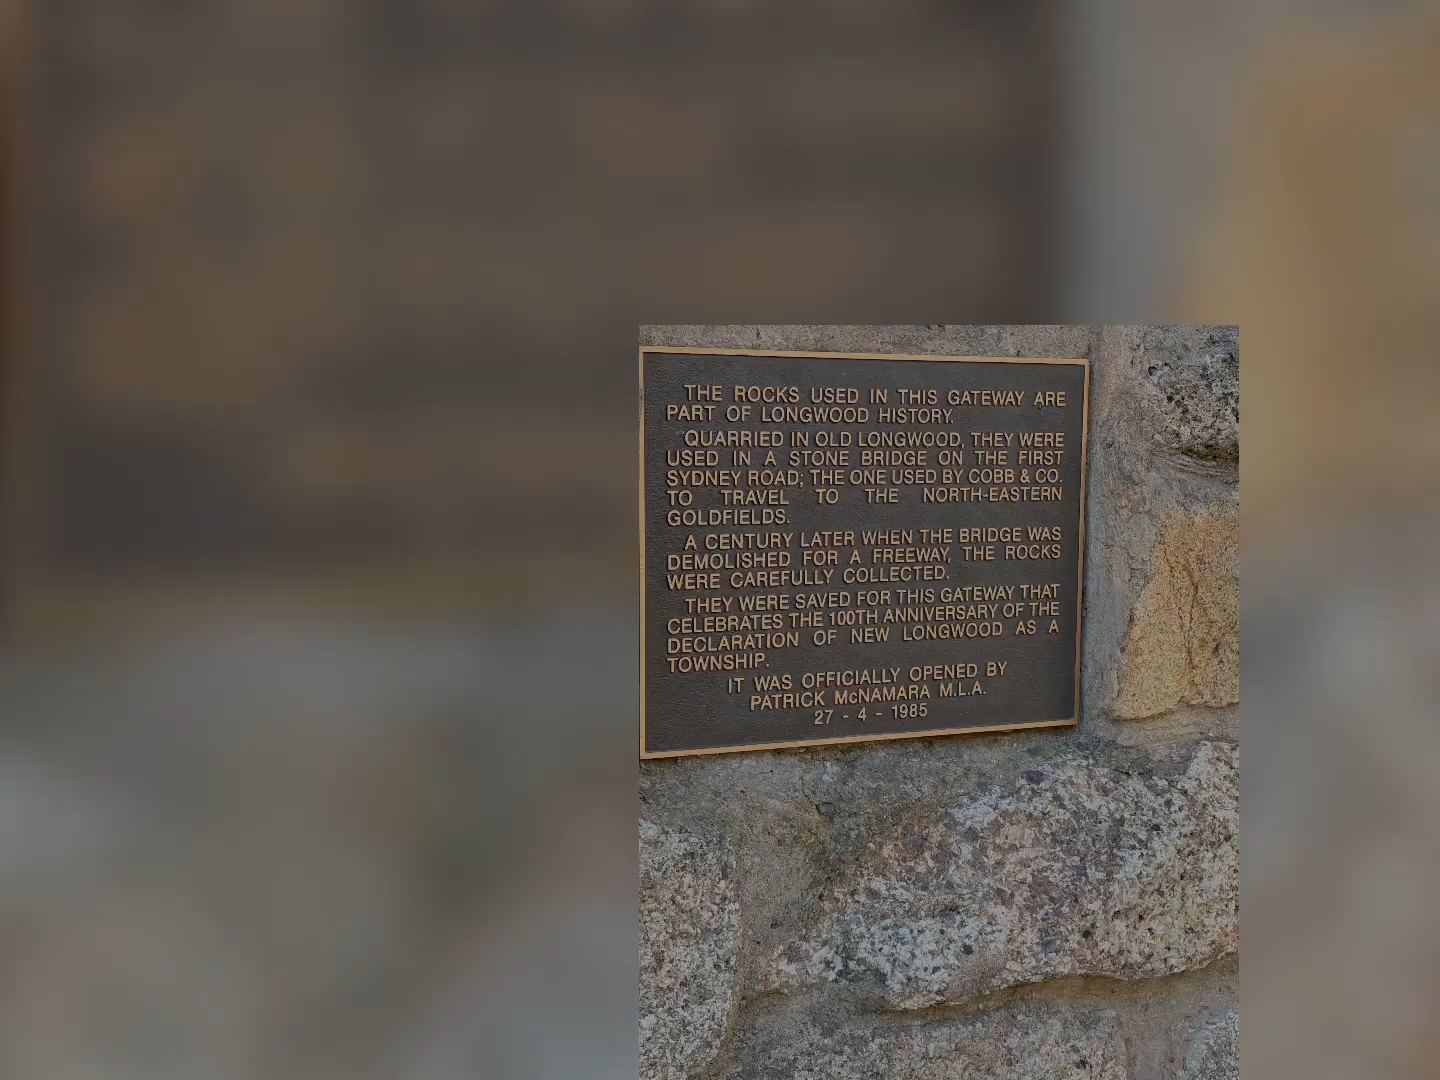 THE ROCKS USED IN THIS GATEWAY ARE
PART OF LONGWOOD HISTORY.
QUARRIED IN OLD LONGWOOD, THEY WERE
USED IN A STONE BRIDGE ON THE FIRST
SYDNEY ROAD; THE ONE USED BY COBB & CO.
TO TRAVEL TO THE NORTH-EASTERN
GOLDFIELDS.
A CENTURY LATER WHEN THE BRIDGE WAS
DEMOLISHED FOR A FREEWAY, THE ROCKS
WERE CAREFULLY COLLECTED.
THEY WERE SAVED FOR THIS GATEWAY THAT
CELEBRATES THE 100TH ANNIVERSARY OF THE
DECLARATION OF NEW LONGWOOD AS A
TOWNSHIP.
IT WAS OFFICIALLY OPENED BY
PATRICK McNAMARA M.L.A.
27 - 4 - 1985